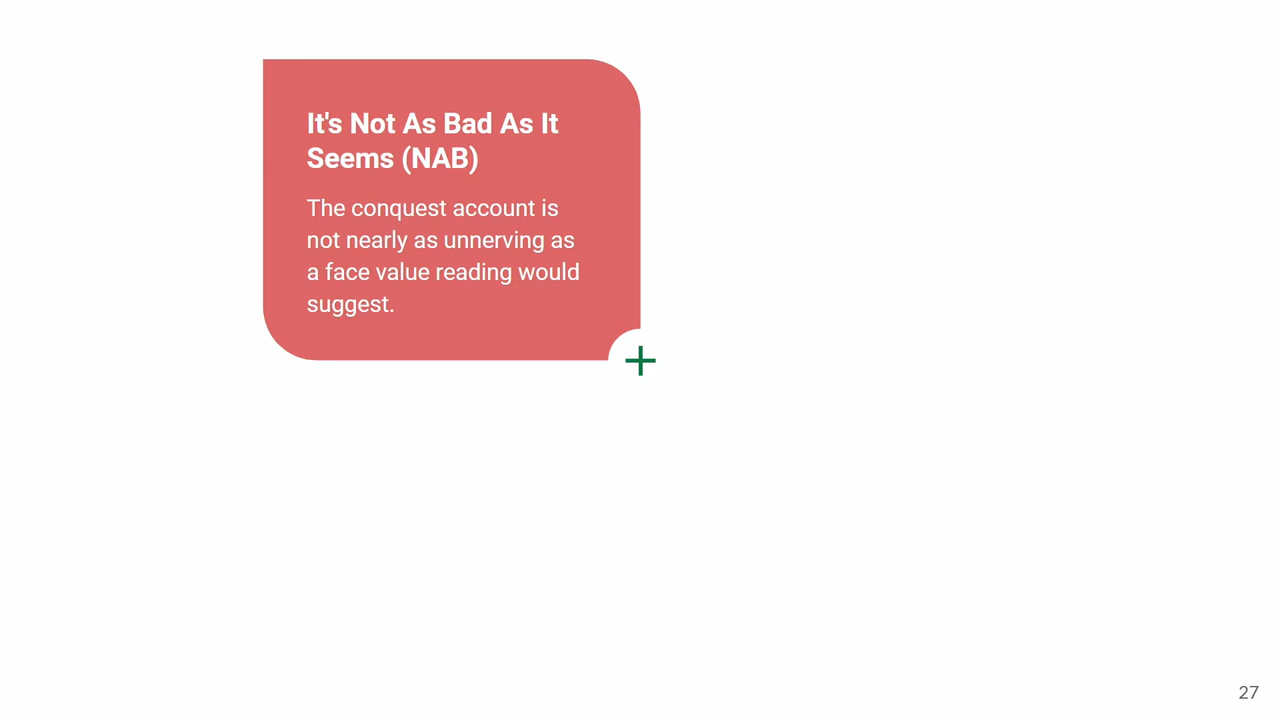 It's Not As Bad As It
Seems (NAB)
The conquest account is
not nearly as unnerving as
a face value reading would
suggest.
27